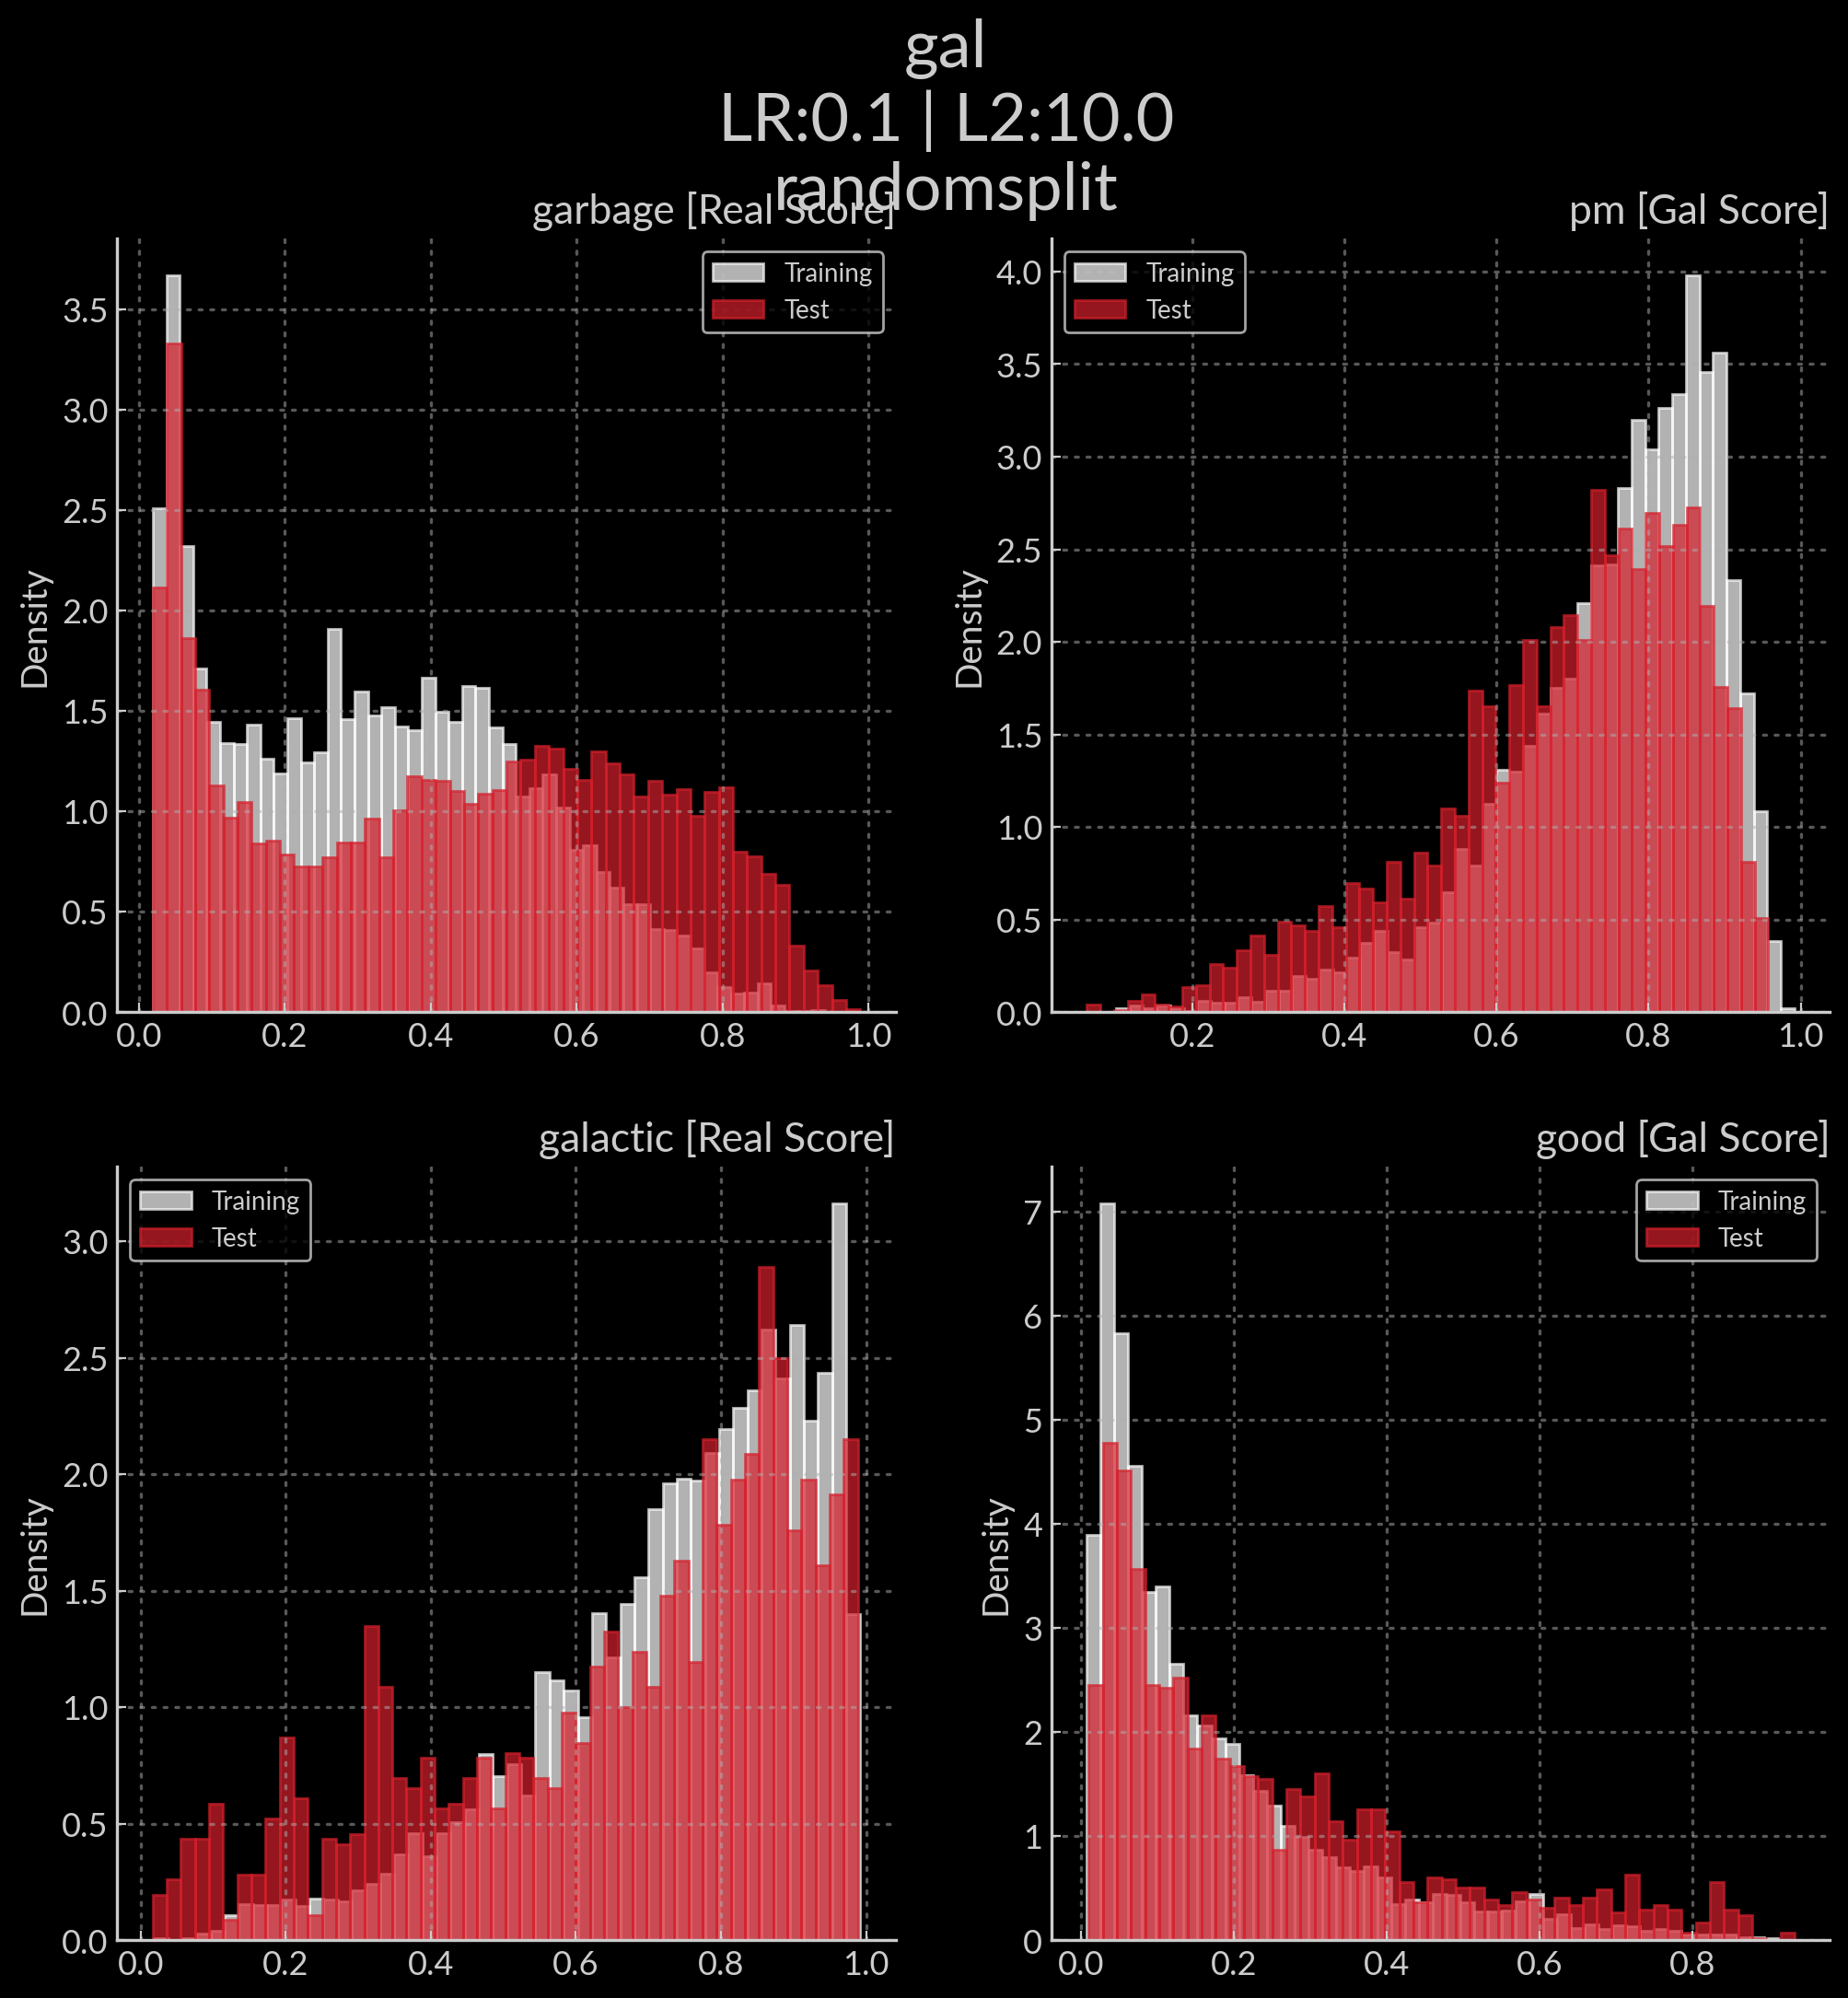 gal
LR:0.1 | L2:10.0
randomsplit
garbage [Real Score]
Training
Test
Density
3.5
3.0
2.5
2.0
1.5
1.0
0.5
0.0
0.0 0.2 0.4 0.6 0.8 1.0
pm [Gal Score]
Training
Test
Density
4.0
3.5
3.0
2.5
2.0
1.5
1.0
0.5
0.0
0.2 0.4 0.6 0.8 1.0
galactic [Real Score]
Training
Test
Density
3.0
2.5
2.0
1.5
1.0
0.5
0.0
0.0 0.2 0.4 0.6 0.8 1.0
good [Gal Score]
Training
Test
Density
7
6
5
4
3
2
1
0
0.0 0.2 0.4 0.6 0.8